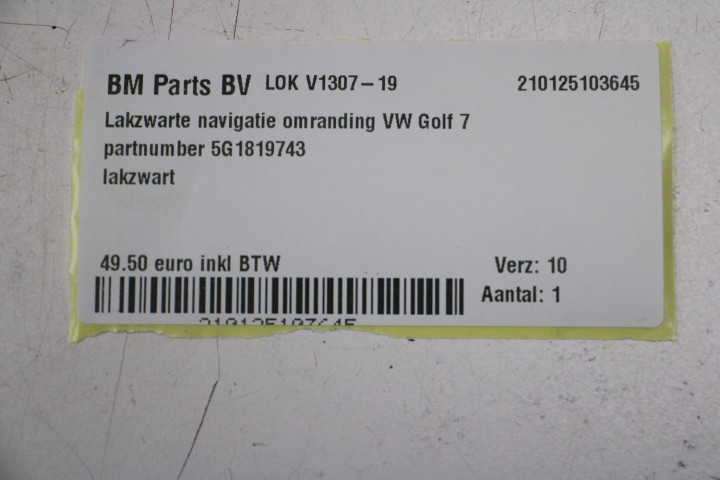 BM Parts BV LOK V1307-19 210125103645
Lakzwarte navigatie omranding VW Golf 7
partnumber 5G1819743
lakzwart
49.50 euro inkl BTW Verz: 10
Aantal: 1
210125103645